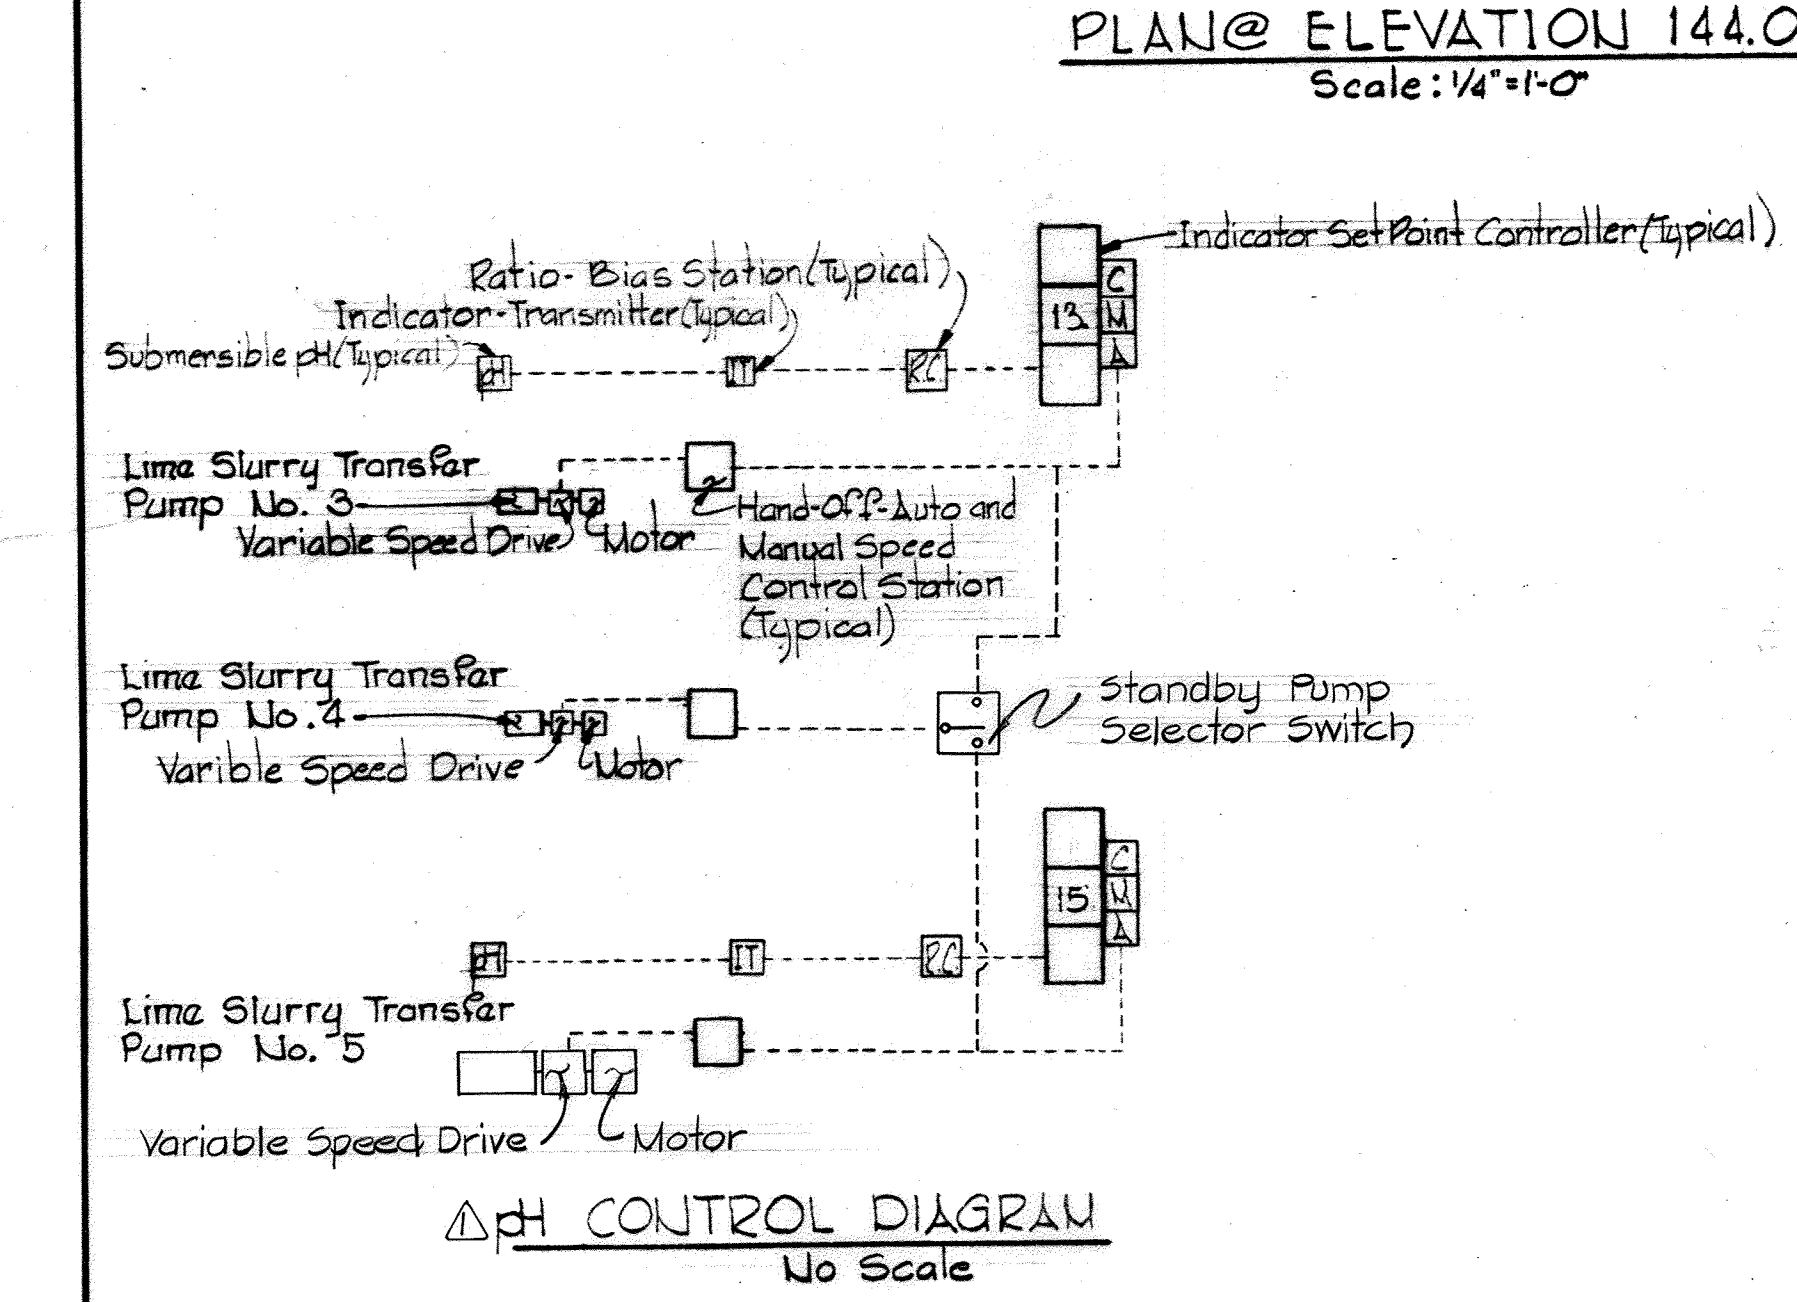 PLAN@ ELEVATION 144.0
Scale: 1/4"=1'-0"
Indicator Set Point Controller (Typical)
Ratio-Bias Station (Typical)
Indicator-Transmitter (Typical)
Submersible pH (Typical)
C
13
M
A
pH
IT
R.C.
Lime Slurry Transfer
Pump No. 3
Variable Speed Drive
Motor
Hand-Off-Auto and
Manual Speed
Control Station
(Typical)
Lime Slurry Transfer
Pump No. 4
Varible Speed Drive
Motor
Standby Pump
Selector Switch
C
15
M
A
pH
IT
R.C
Lime Slurry Transfer
Pump No. 5
Variable Speed Drive
Motor
1 pH CONTROL DIAGRAM
No Scale